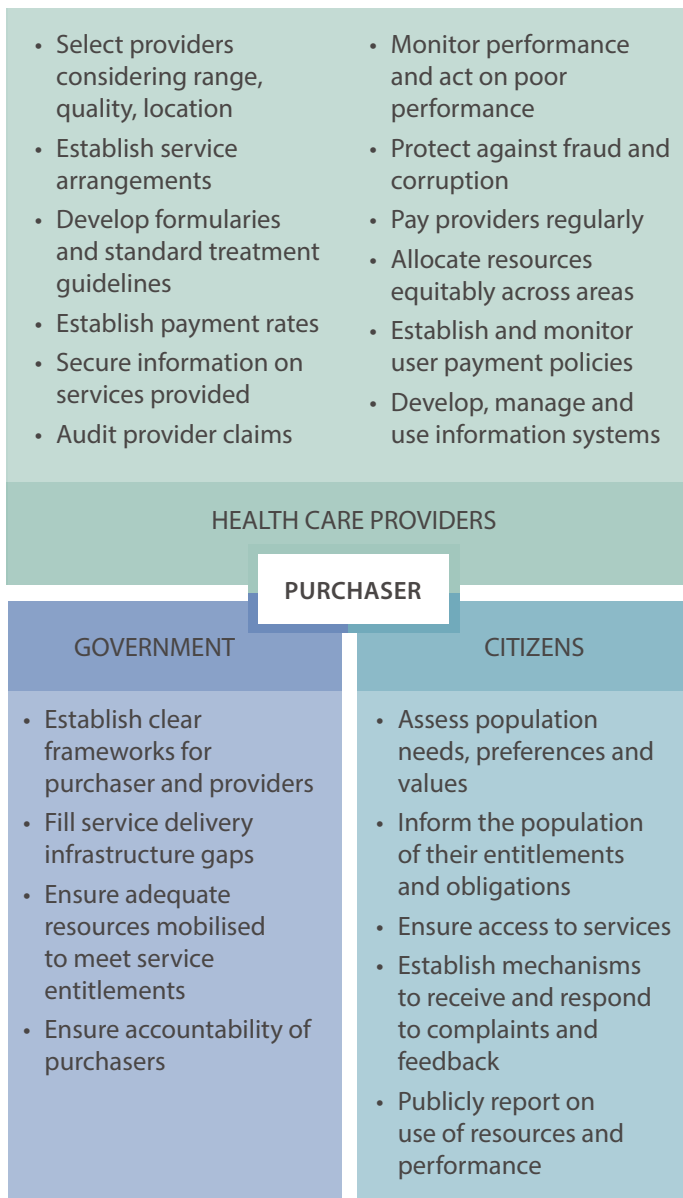 • Select providers
considering range,
quality, location
• Establish service
arrangements
• Develop formularies
and standard treatment
guidelines
• Establish payment rates
• Secure information on
services provided
• Audit provider claims
• Monitor performance
and act on poor
performance
• Protect against fraud and
corruption
• Pay providers regularly
• Allocate resources
equitably across areas
• Establish and monitor
user payment policies
• Develop, manage and
use information systems
HEALTH CARE PROVIDERS
PURCHASER
GOVERNMENT
• Establish clear
frameworks for
purchaser and providers
• Fill service delivery
infrastructure gaps
• Ensure adequate
resources mobilised
to meet service
entitlements
• Ensure accountability of
purchasers
CITIZENS
• Assess population
needs, preferences and
values
• Inform the population
of their entitlements
and obligations
• Ensure access to services
• Establish mechanisms
to receive and respond
to complaints and
feedback
• Publicly report on
use of resources and
performance